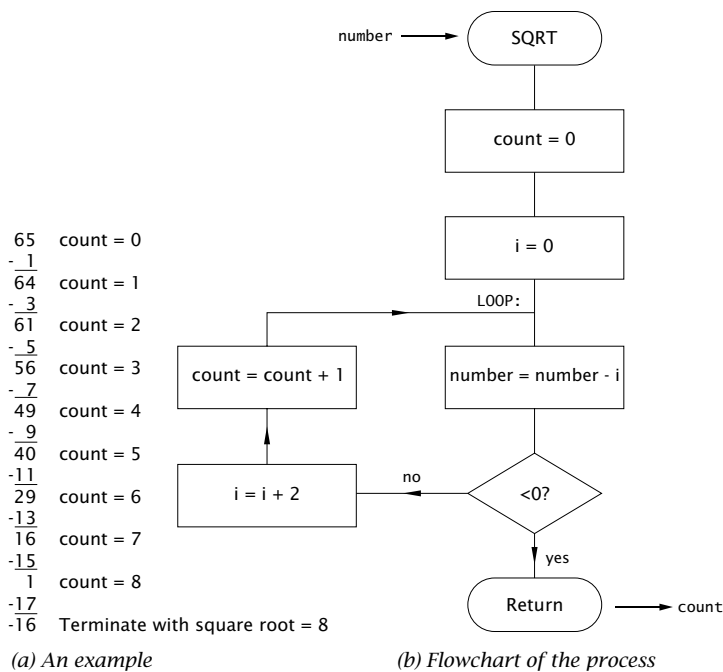 number
SQRT
count = 0
i = 0
LOOP:
number = number - i
<0?
no
i = i + 2
count = count + 1
yes
Return
count
65 count = 0
- 1
64 count = 1
- 3
61 count = 2
- 5
56 count = 3
- 7
49 count = 4
- 9
40 count = 5
-11
29 count = 6
-13
16 count = 7
-15
1 count = 8
-17
-16 Terminate with square root = 8
(a) An example
(b) Flowchart of the process